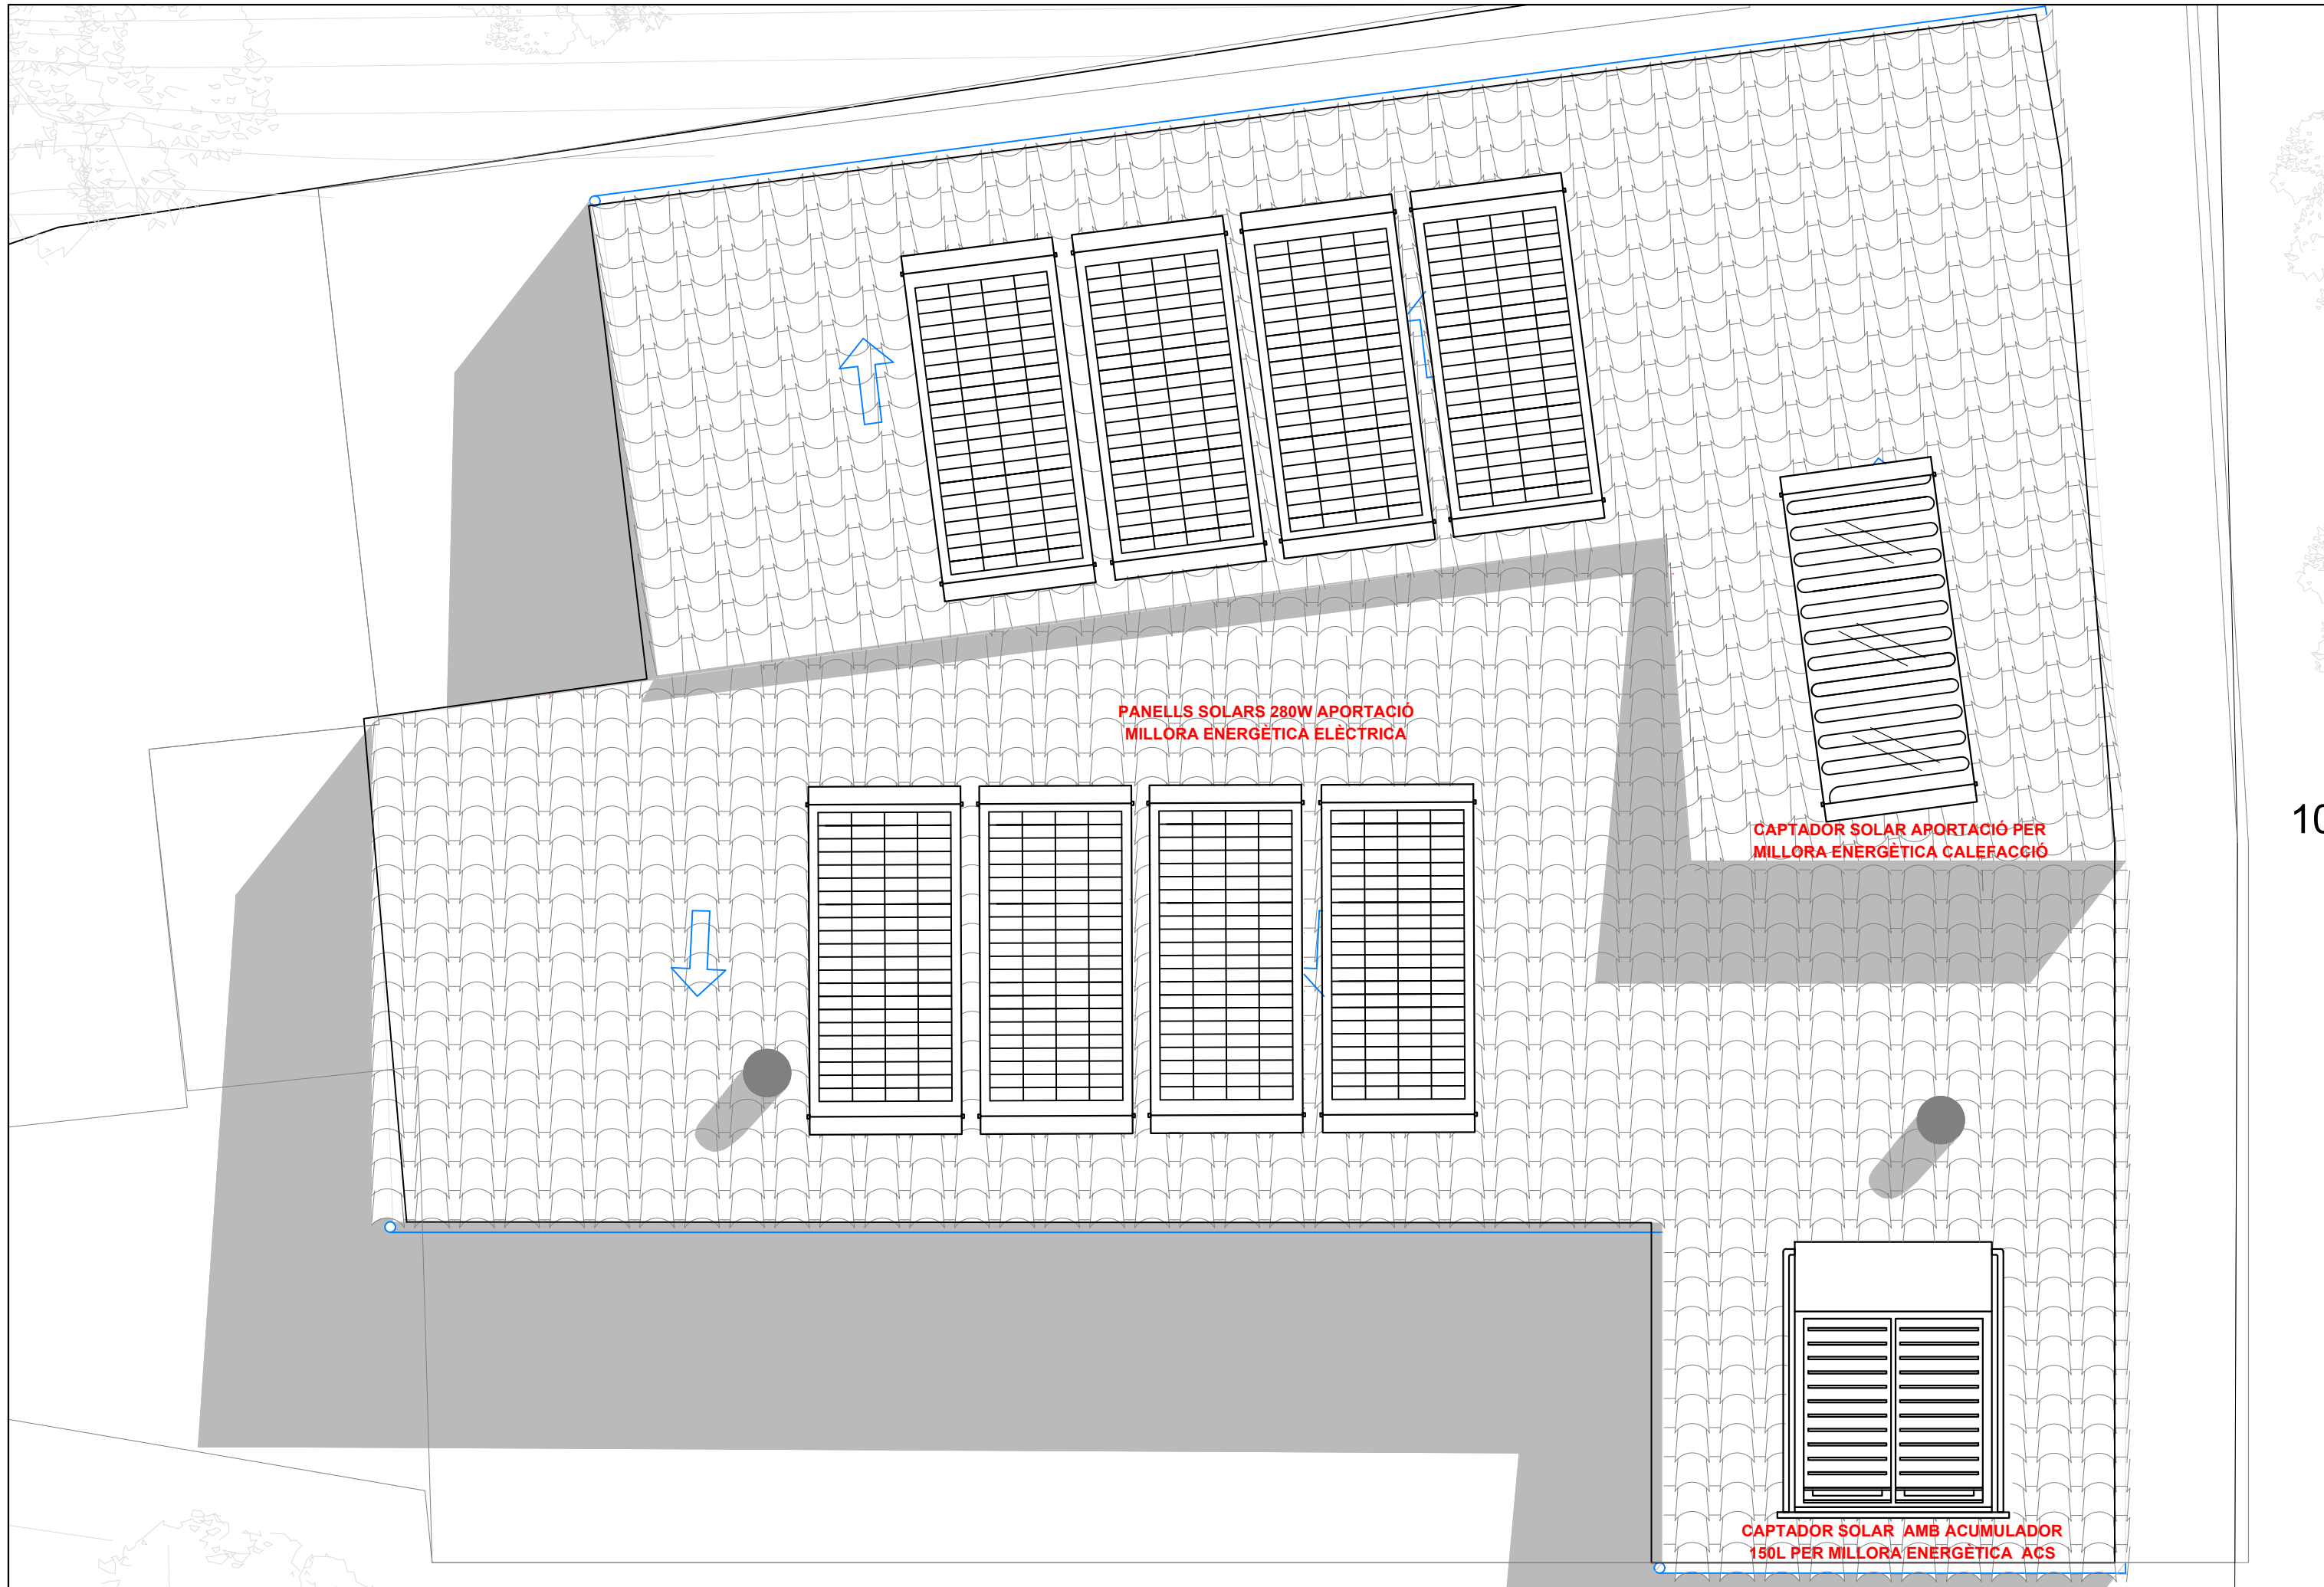 PANELLS SOLARS 280W APORTACIÓ
MILLORA ENERGÈTICA ELÈCTRICA
10
CAPTADOR SOLAR APORTACIÓ PER
MILLORA ENERGÈTICA CALEFACCIÓ
CAPTADOR SOLAR AMB ACUMULADOR
150L PER MILLORA ENERGÈTICA ACS